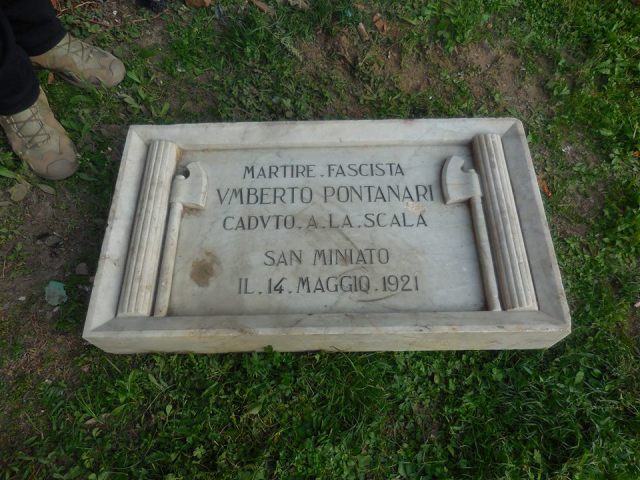 MARTIRE.FASCISTA
VMBERTO PONTANARI
CADVTO.A.LA.SCALA
SAN MINIATO
IL.14.MAGGIO.1921